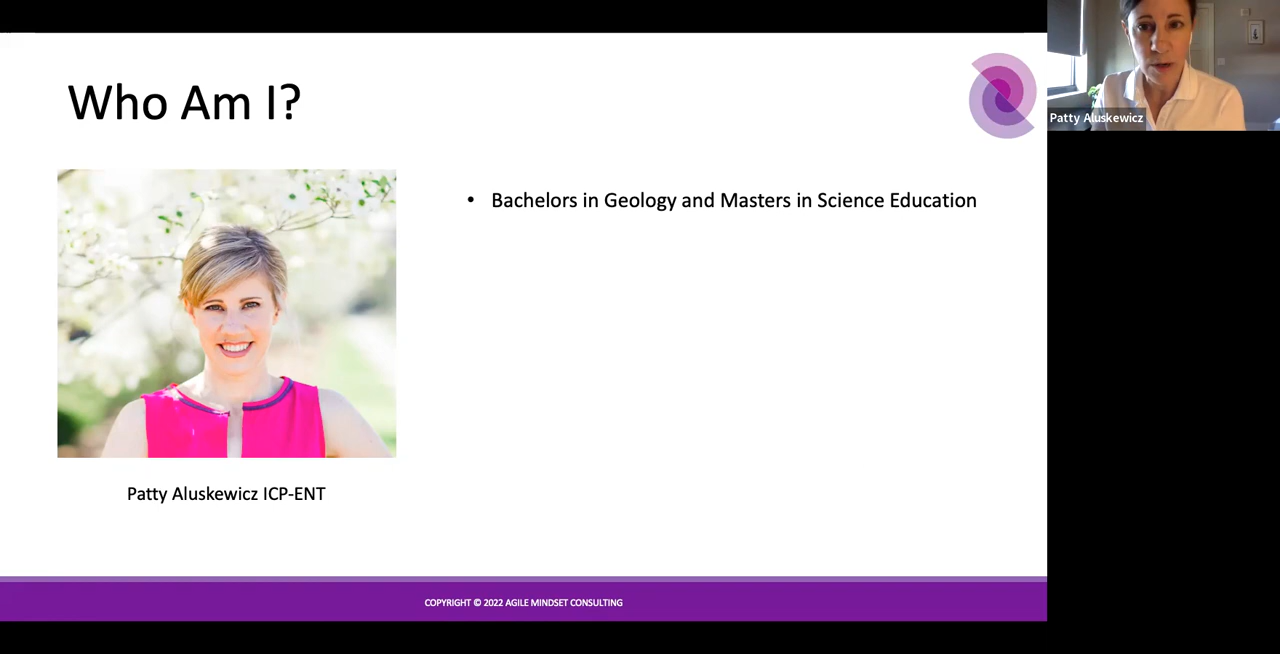 Who Am I?
Patty Aluskewicz
• Bachelors in Geology and Masters in Science Education
Patty Aluskewicz ICP-ENT
COPYRIGHT © 2022 AGILE MINDSET CONSULTING